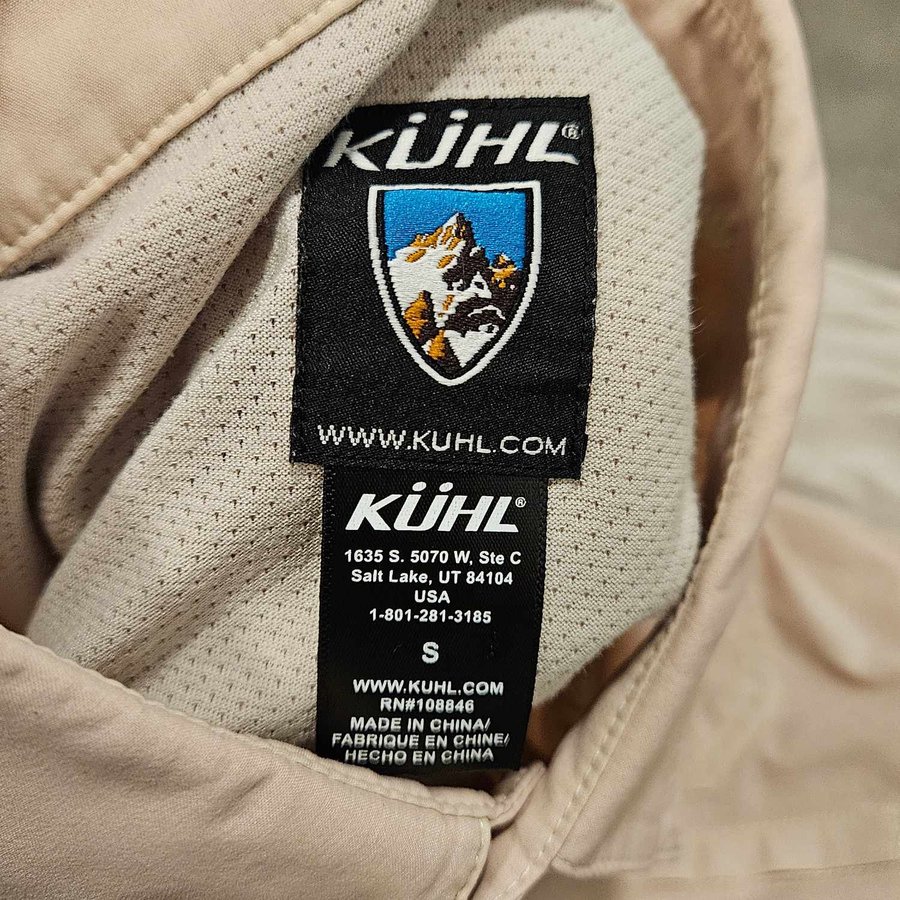 KÜHL®
WWW.KUHL.COM
KÜHL®
1635 S. 5070 W, Ste C
Salt Lake, UT 84104
USA
1-801-281-3185
S
WWW.KUHL.COM
RN#108846
MADE IN CHINA/
FABRIQUE EN CHINE/
HECHO EN CHINA